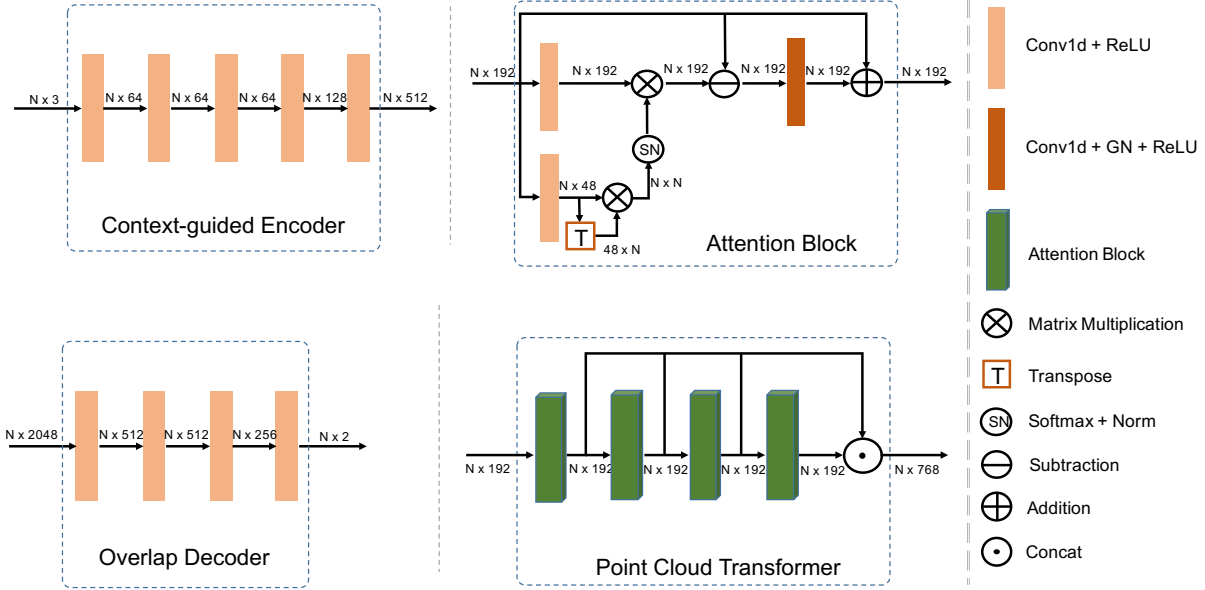 N x 3
N x 64
N x 64
N x 64
N x 128
N x 512
Context-guided Encoder
N x 192
N x 192
N x 192
N x 192
N x 192
N x 192
SN
N x 48
N x N
T
48 x N
Attention Block
N x 2048
N x 512
N x 512
N x 256
N x 2
Overlap Decoder
N x 192
N x 192
N x 192
N x 192
N x 192
N x 768
Point Cloud Transformer
Conv1d + ReLU
Conv1d + GN + ReLU
Attention Block
Matrix Multiplication
T
Transpose
SN
Softmax + Norm
Subtraction
Addition
Concat